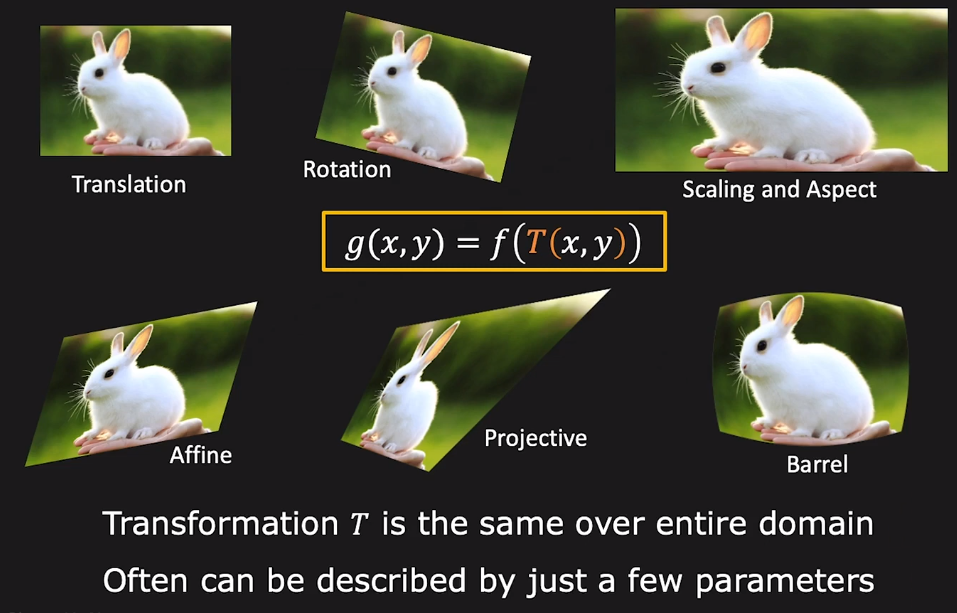 Translation
Rotation
Scaling and Aspect
g(x,y) = f(T(x,y))
Affine
Projective
Barrel
Transformation T is the same over entire domain
Often can be described by just a few parameters